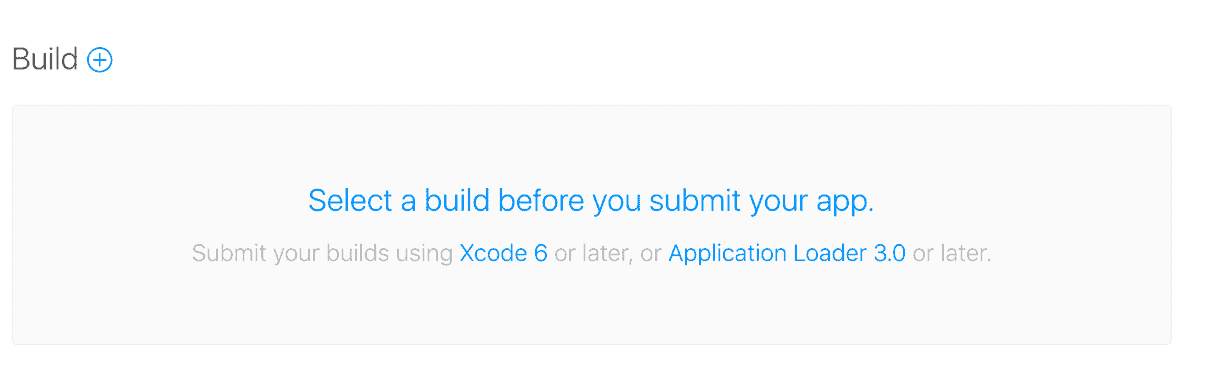 Build
Select a build before you submit your app.
Submit your builds using Xcode 6 or later, or Application Loader 3.0 or later.